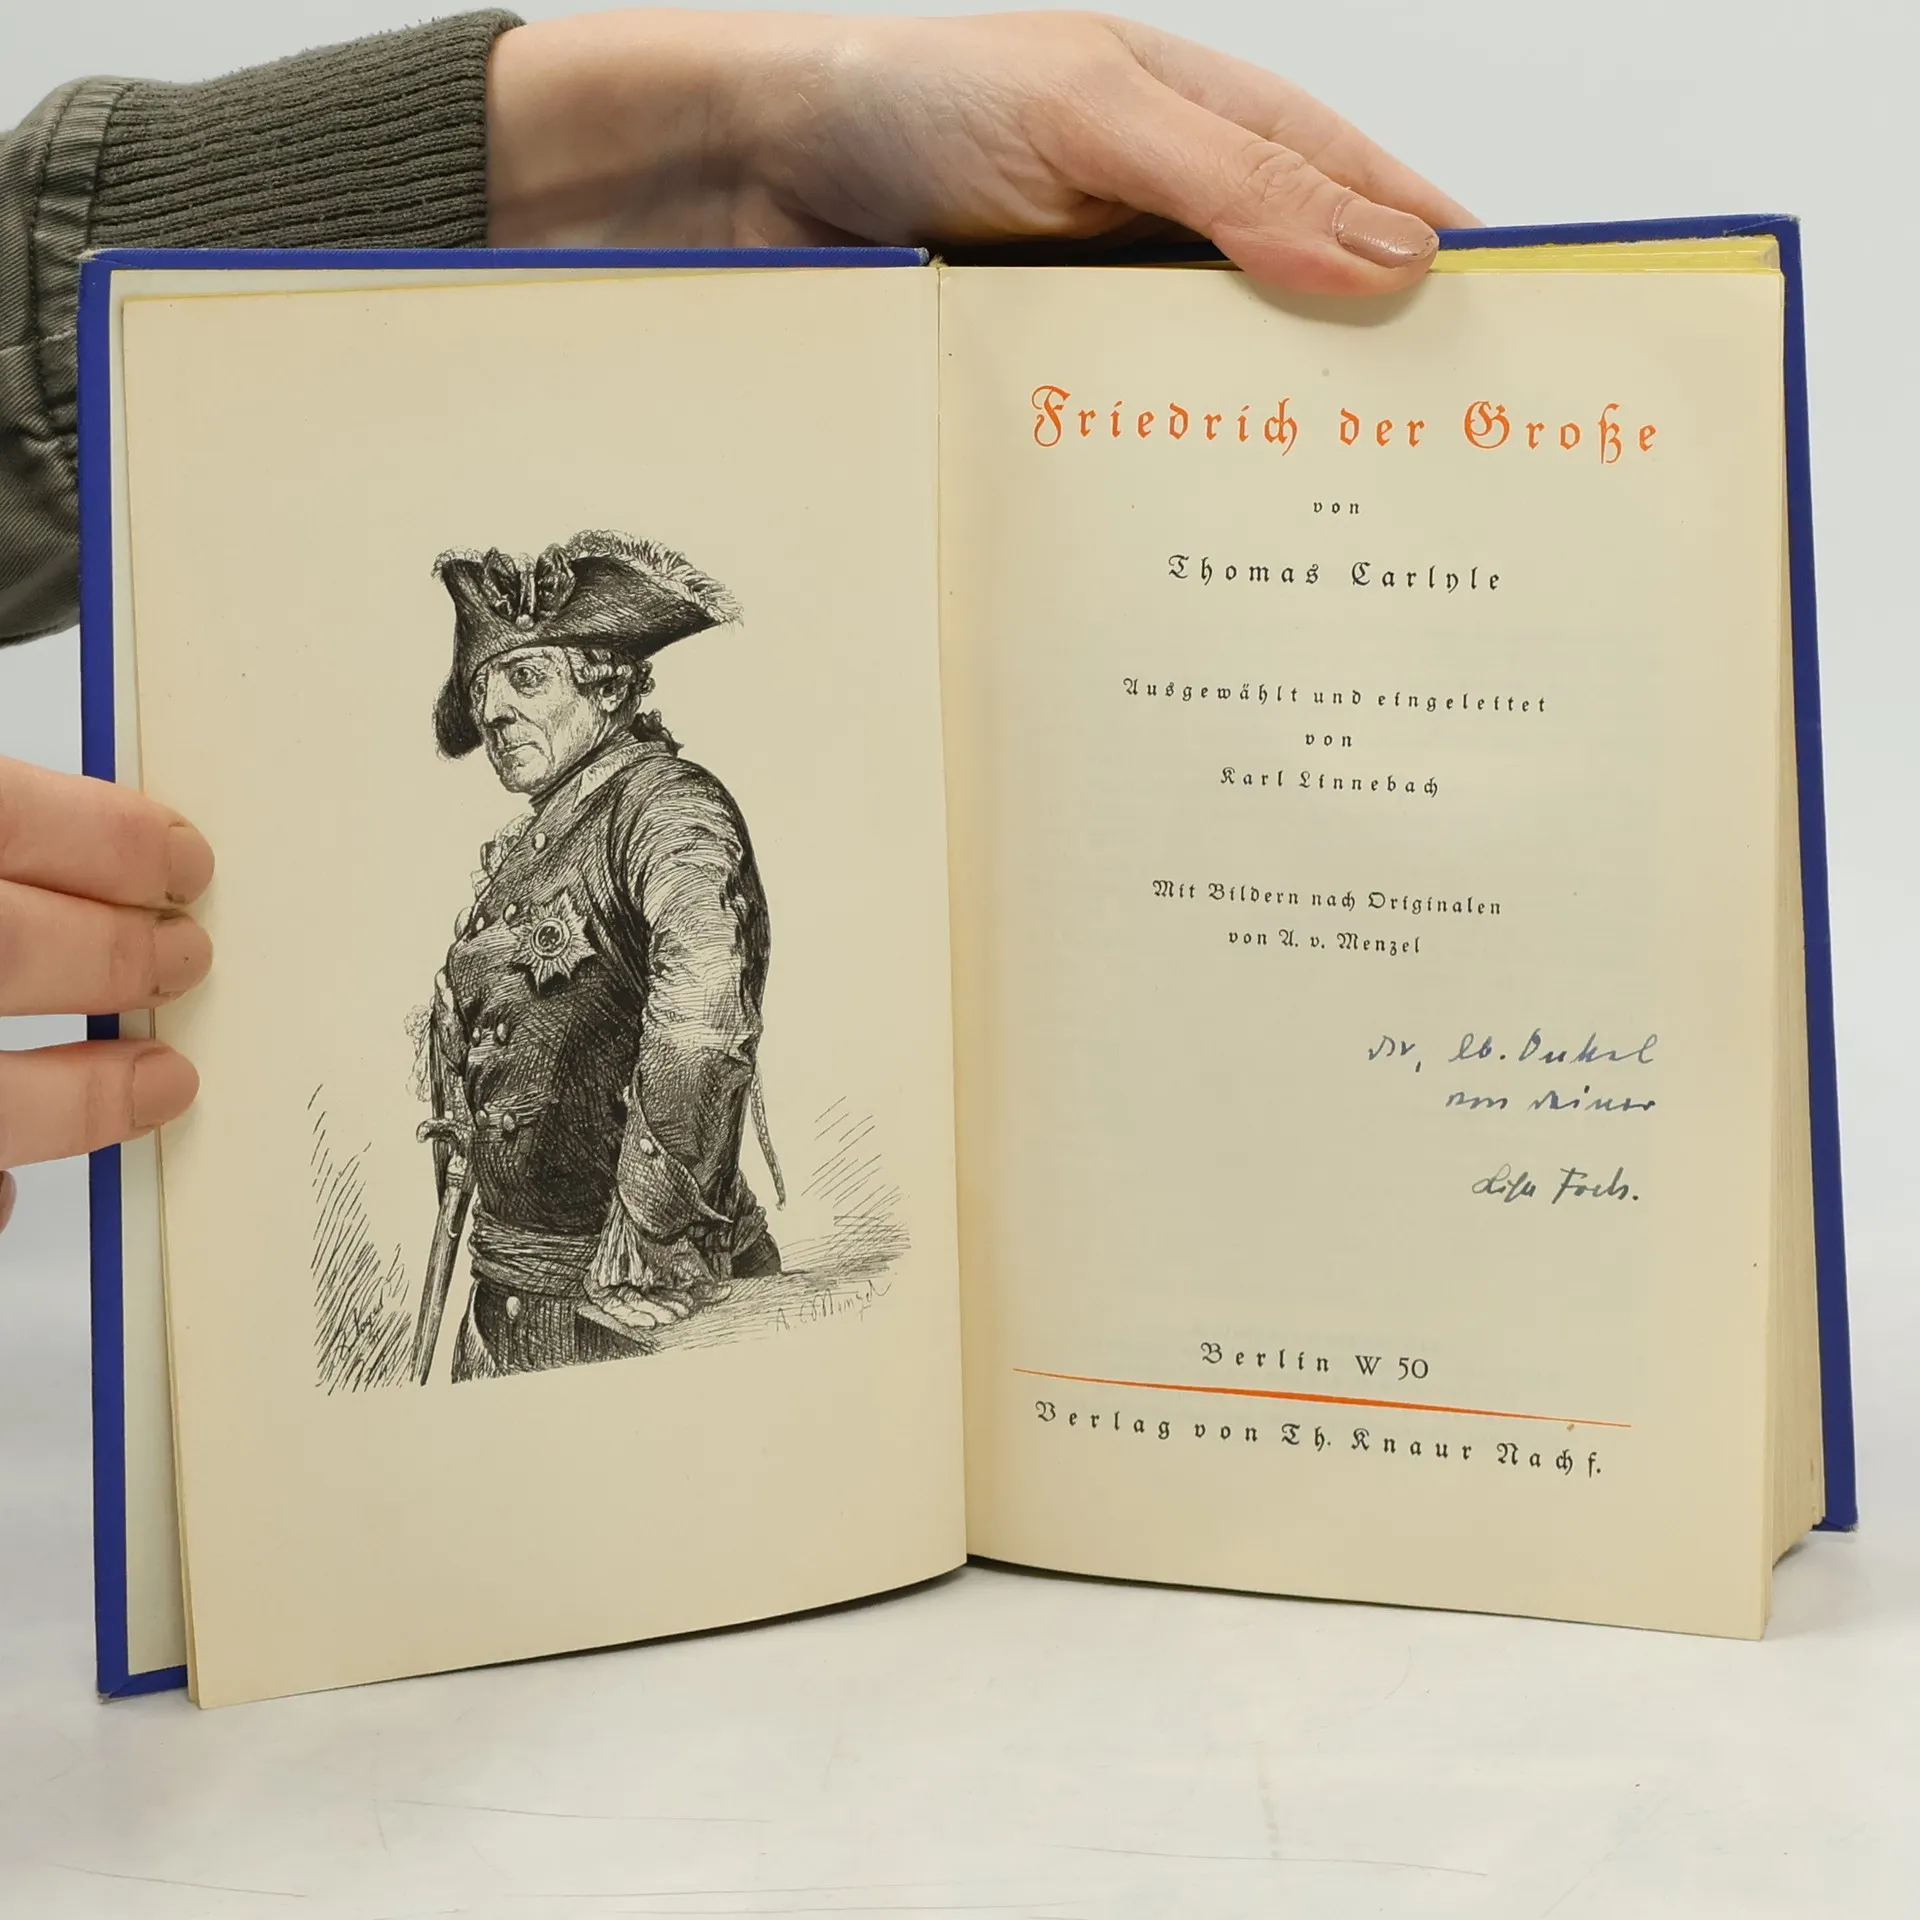 Friedrich der Große
von
Thomas Carlyle
Ausgewählt und eingeleitet
von
Karl Linnebach
Mit Bildern nach Originalen
von A. v. Menzel
Berlin W 50
Verlag von Th. Knaur Nachf.
A. Menzel